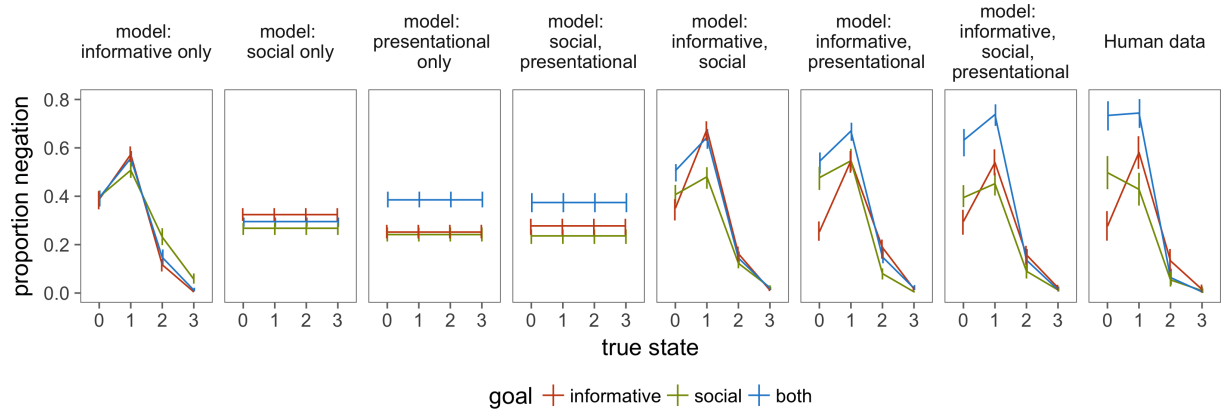 model:
informative only
model:
social only
model:
presentational
only
model:
social,
presentational
model:
informative,
social
model:
informative,
presentational
model:
informative,
social,
presentational
Human data
proportion negation
0.8
0.6
0.4
0.2
0.0
0 1 2 3 0 1 2 3 0 1 2 3 0 1 2 3 0 1 2 3 0 1 2 3 0 1 2 3 0 1 2 3
true state
goal informative social both